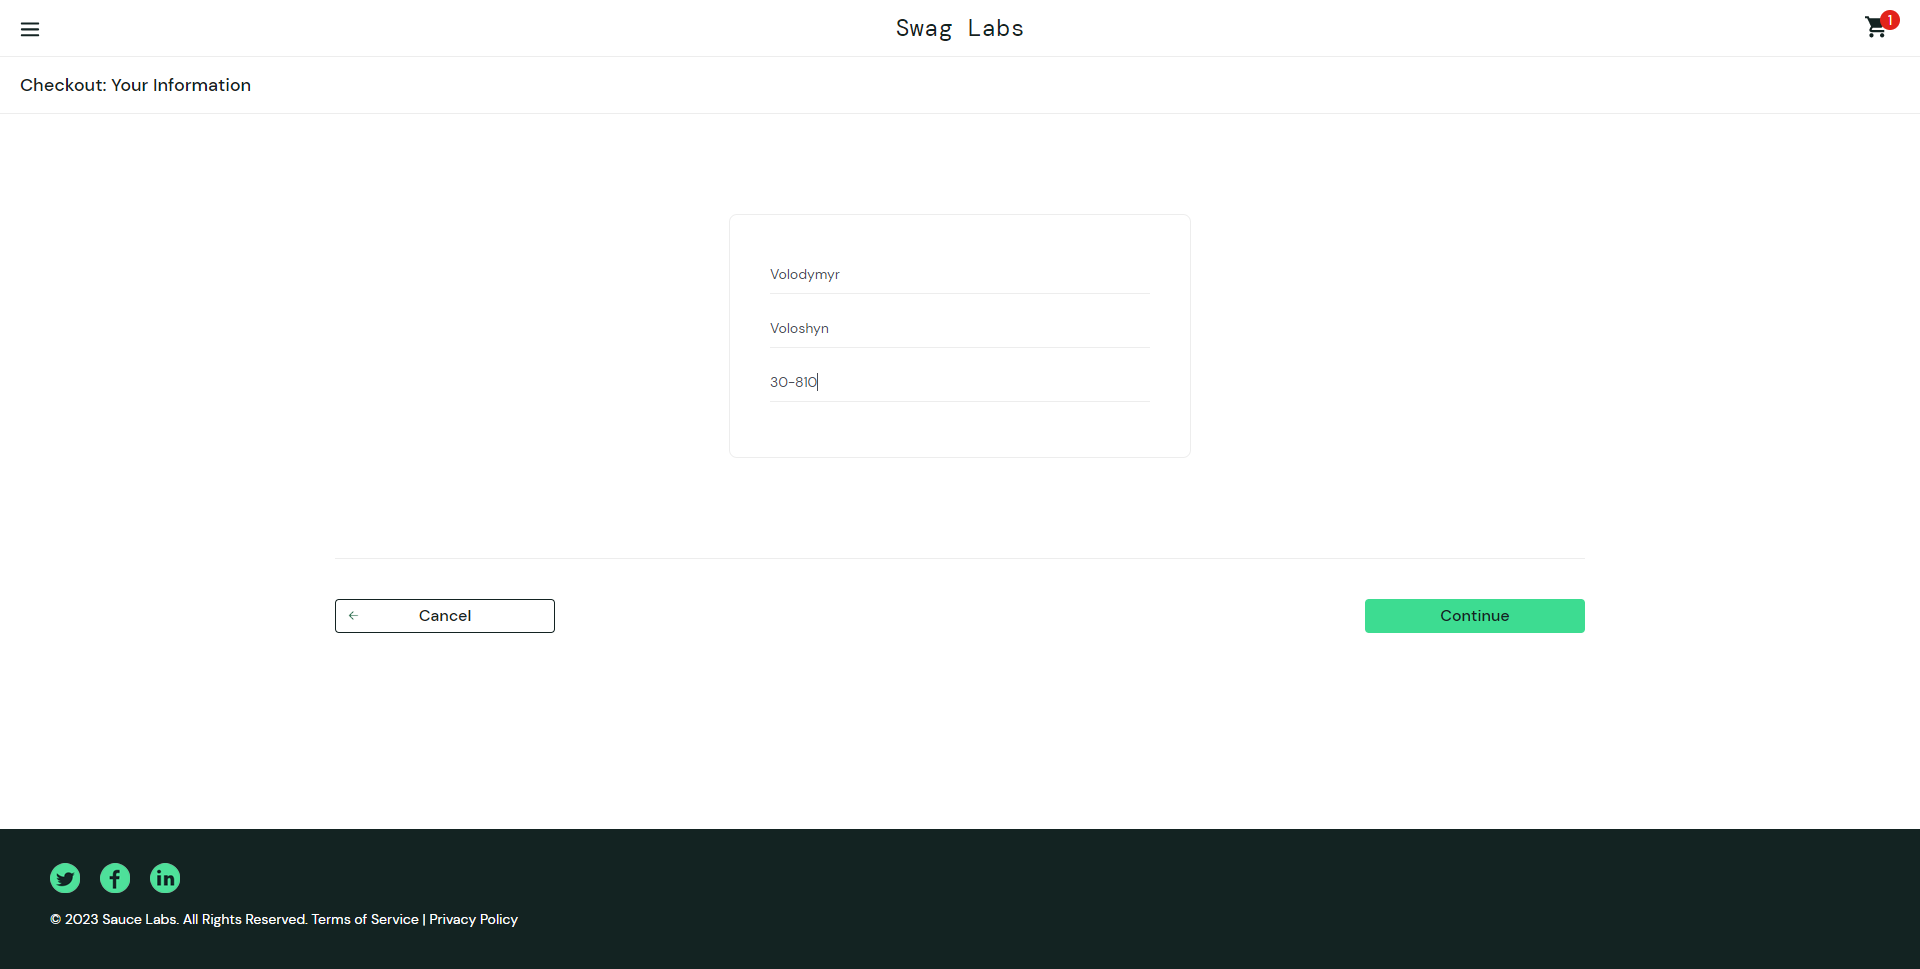 Swag Labs
1
Checkout: Your Information
Volodymyr
Voloshyn
30-810
Cancel
Continue
© 2023 Sauce Labs. All Rights Reserved. Terms of Service | Privacy Policy